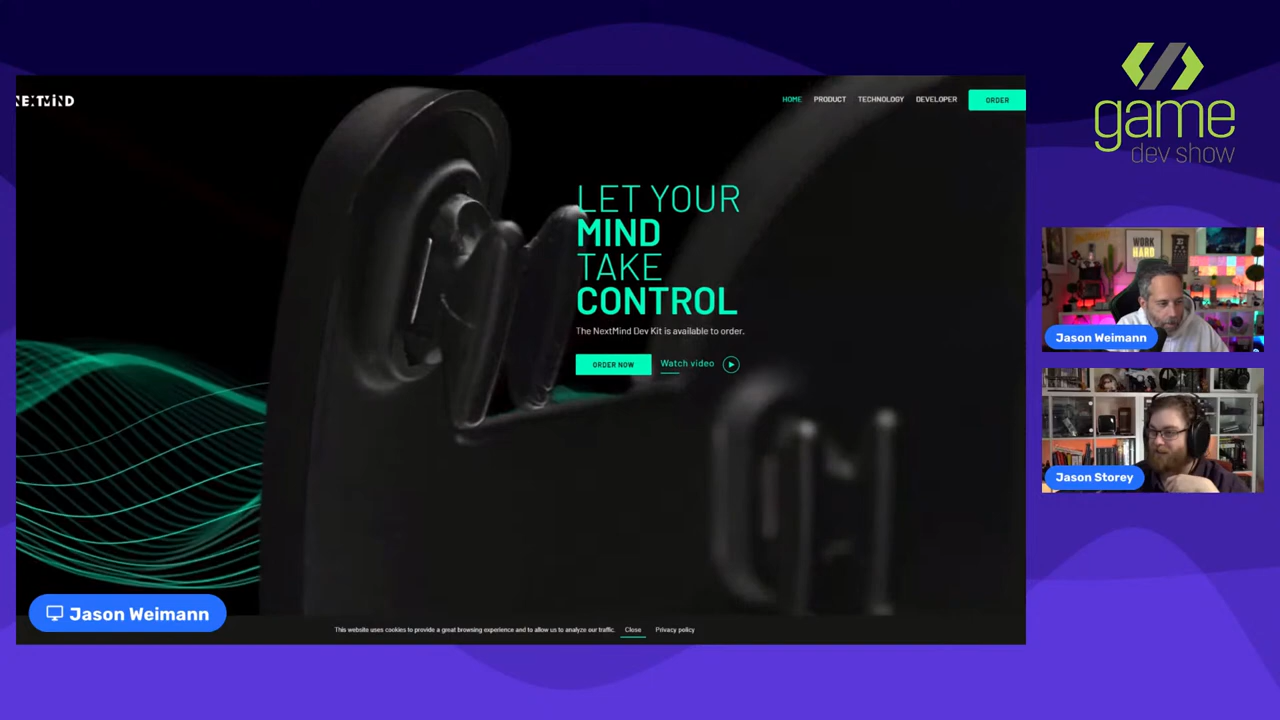 NEXTMIND
HOME PRODUCT TECHNOLOGY DEVELOPER ORDER
LET YOUR
MIND
TAKE
CONTROL
The NextMind Dev Kit is available to order.
ORDER NOW Watch video
This website uses cookies to provide a great browsing experience and to allow us to analyze our traffic. Close Privacy policy
Jason Weimann
game
dev show
WORK
HARD
Jason Weimann
Jason Storey